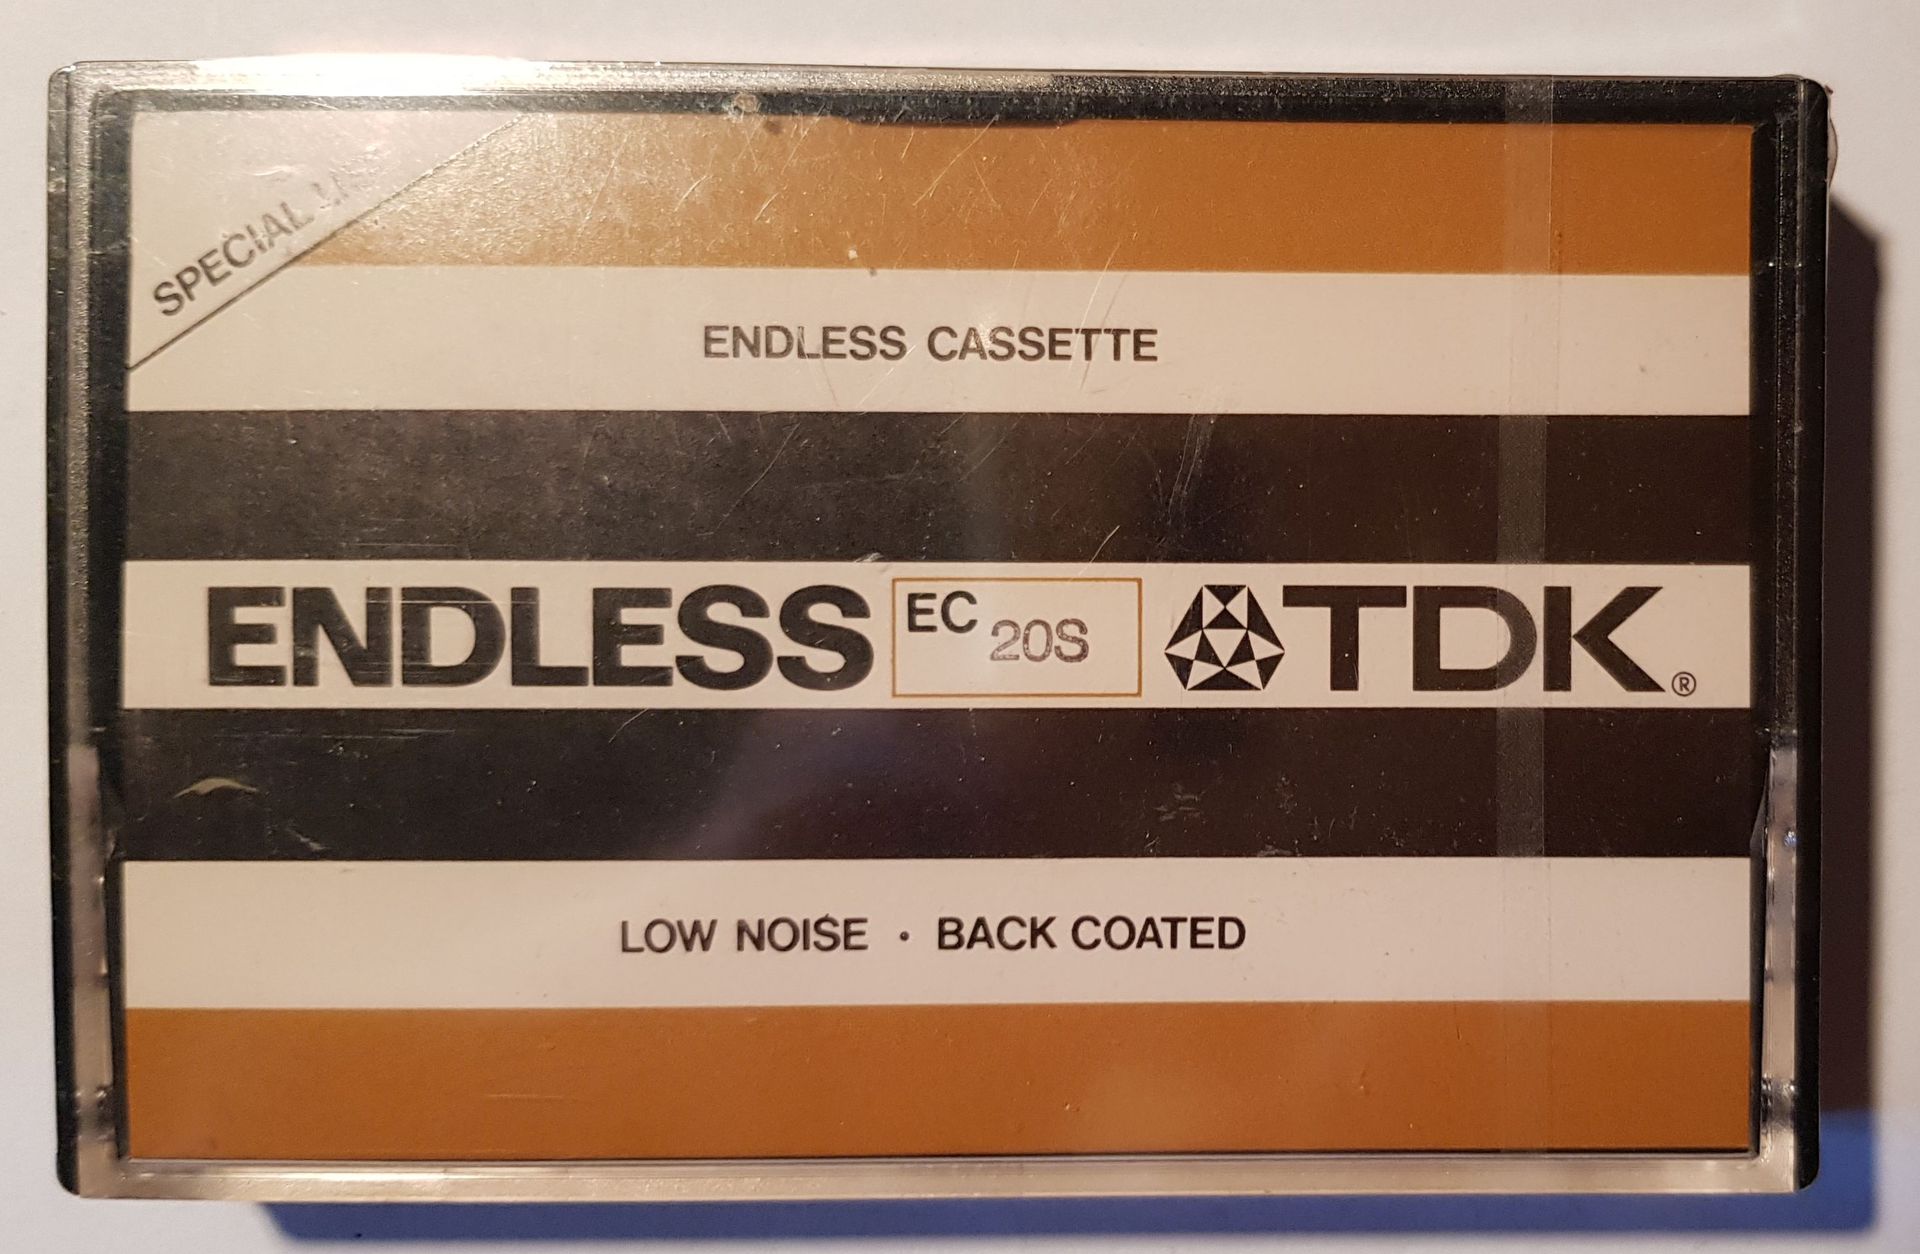 SPECIAL
ENDLESS CASSETTE
ENDLESS EC 20S TDK®
LOW NOISE · BACK COATED